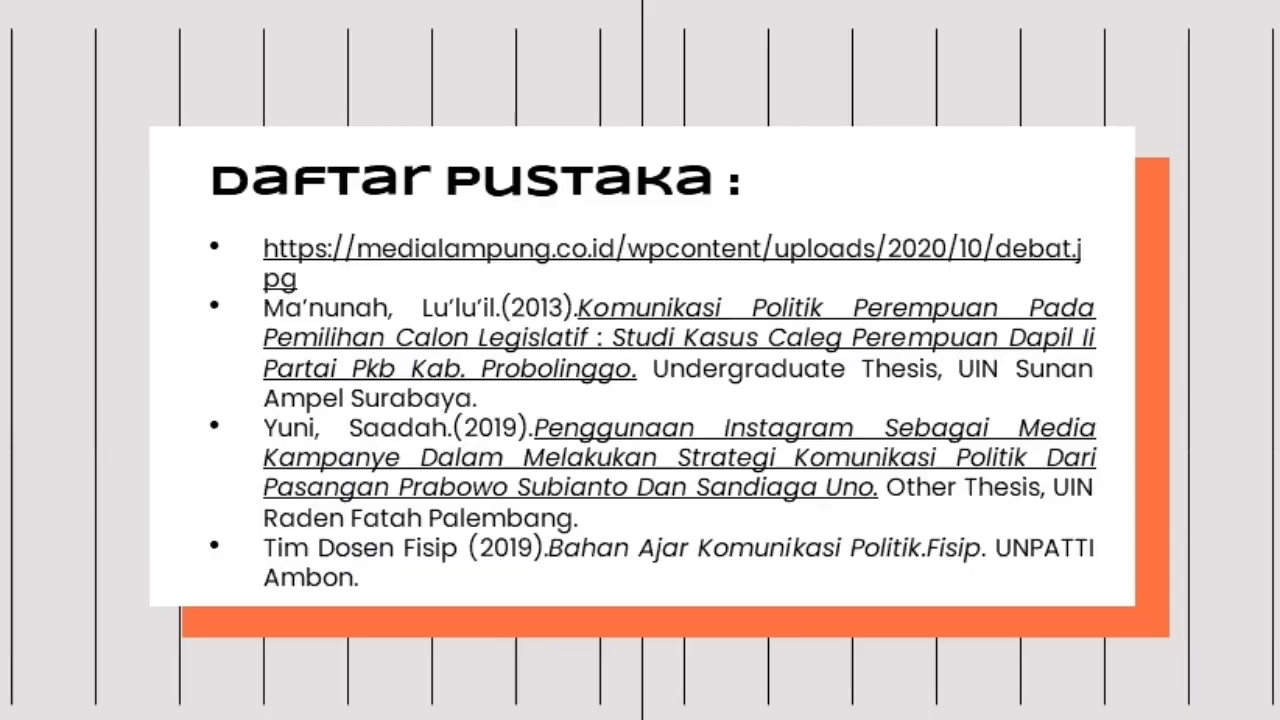 Daftar Pustaka :
• https://medialampung.co.id/wpcontent/uploads/2020/10/debat.j
pg
• Ma’nunah, Lu’lu’il.(2013).Komunikasi Politik Perempuan Pada
Pemilihan Calon Legislatif : Studi Kasus Caleg Perempuan Dapil Ii
Partai Pkb Kab. Probolinggo. Undergraduate Thesis, UIN Sunan
Ampel Surabaya.
• Yuni, Saadah.(2019).Penggunaan Instagram Sebagai Media
Kampanye Dalam Melakukan Strategi Komunikasi Politik Dari
Pasangan Prabowo Subianto Dan Sandiaga Uno. Other Thesis, UIN
Raden Fatah Palembang.
• Tim Dosen Fisip (2019).Bahan Ajar Komunikasi Politik.Fisip. UNPATTI
Ambon.